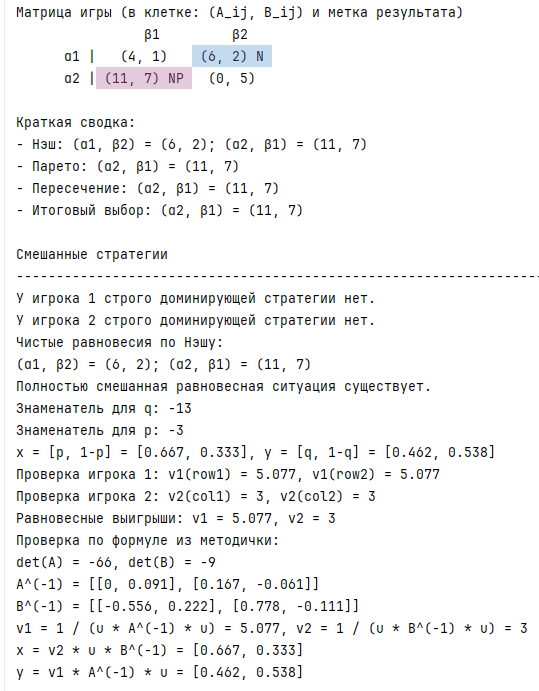 Матрица игры (в клетке: (A_ij, B_ij) и метка результата)
β1 β2
α1 | (4, 1) (6, 2) N
α2 | (11, 7) NP (0, 5)
Краткая сводка:
- Нэш: (α1, β2) = (6, 2); (α2, β1) = (11, 7)
- Парето: (α2, β1) = (11, 7)
- Пересечение: (α2, β1) = (11, 7)
- Итоговый выбор: (α2, β1) = (11, 7)
Смешанные стратегии
--------------------------------------------------------------------
У игрока 1 строго доминирующей стратегии нет.
У игрока 2 строго доминирующей стратегии нет.
Чистые равновесия по Нэшу:
(α1, β2) = (6, 2); (α2, β1) = (11, 7)
Полностью смешанная равновесная ситуация существует.
Знаменатель для q: -13
Знаменатель для p: -3
x = [p, 1-p] = [0.667, 0.333], y = [q, 1-q] = [0.462, 0.538]
Проверка игрока 1: v1(row1) = 5.077, v1(row2) = 5.077
Проверка игрока 2: v2(col1) = 3, v2(col2) = 3
Равновесные выигрыши: v1 = 5.077, v2 = 3
Проверка по формуле из методички:
det(A) = -66, det(B) = -9
A^(-1) = [[0, 0.091], [0.167, -0.061]]
B^(-1) = [[-0.556, 0.222], [0.778, -0.111]]
v1 = 1 / (u * A^(-1) * u) = 5.077, v2 = 1 / (u * B^(-1) * u) = 3
x = v2 * u * B^(-1) = [0.667, 0.333]
y = v1 * A^(-1) * u = [0.462, 0.538]